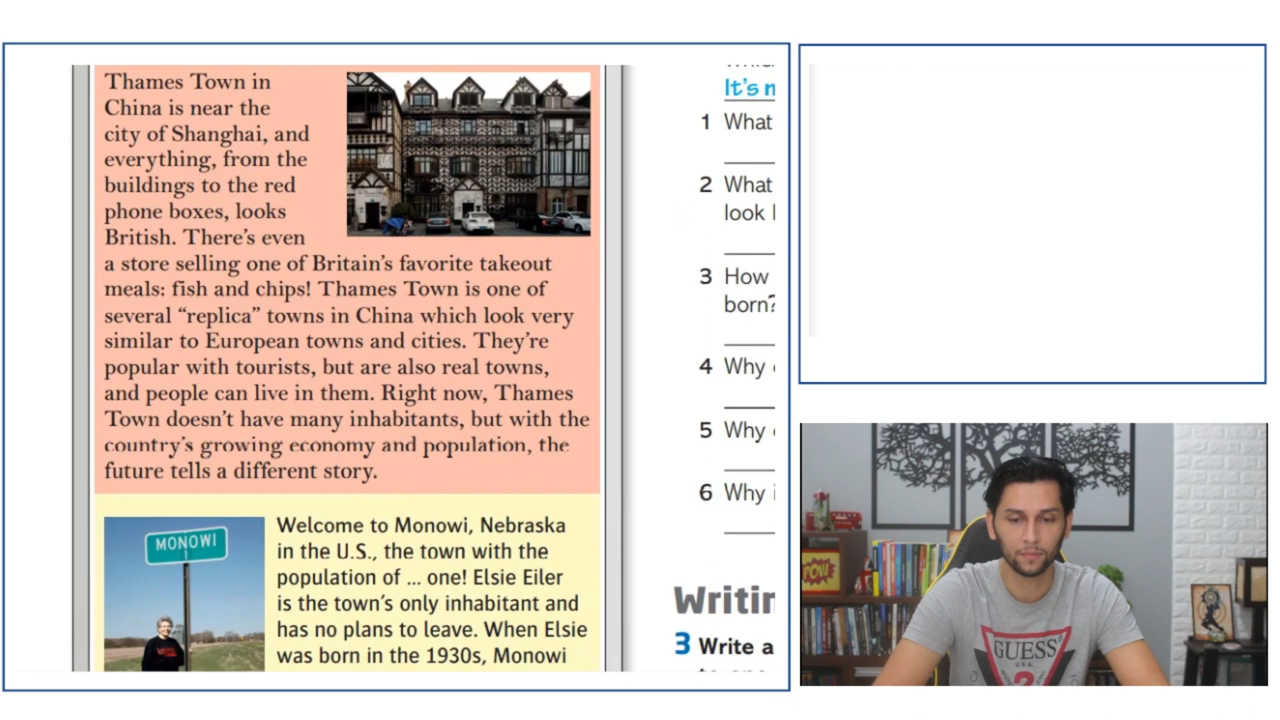 Thames Town in
China is near the
city of Shanghai, and
everything, from the
buildings to the red
phone boxes, looks
British. There's even
a store selling one of Britain's favorite takeout
meals: fish and chips! Thames Town is one of
several “replica” towns in China which look very
similar to European towns and cities. They're
popular with tourists, but are also real towns,
and people can live in them. Right now, Thames
Town doesn't have many inhabitants, but with the
country's growing economy and population, the
future tells a different story.
MONOWI
1
Welcome to Monowi, Nebraska
in the U.S., the town with the
population of ... one! Elsie Eiler
is the town's only inhabitant and
has no plans to leave. When Elsie
was born in the 1930s, Monowi
It's
1 What
2 What
look
3 How
born?
4 Why
5 Why
6 Why
3 Write a
POW
GUESS
U.S.A.